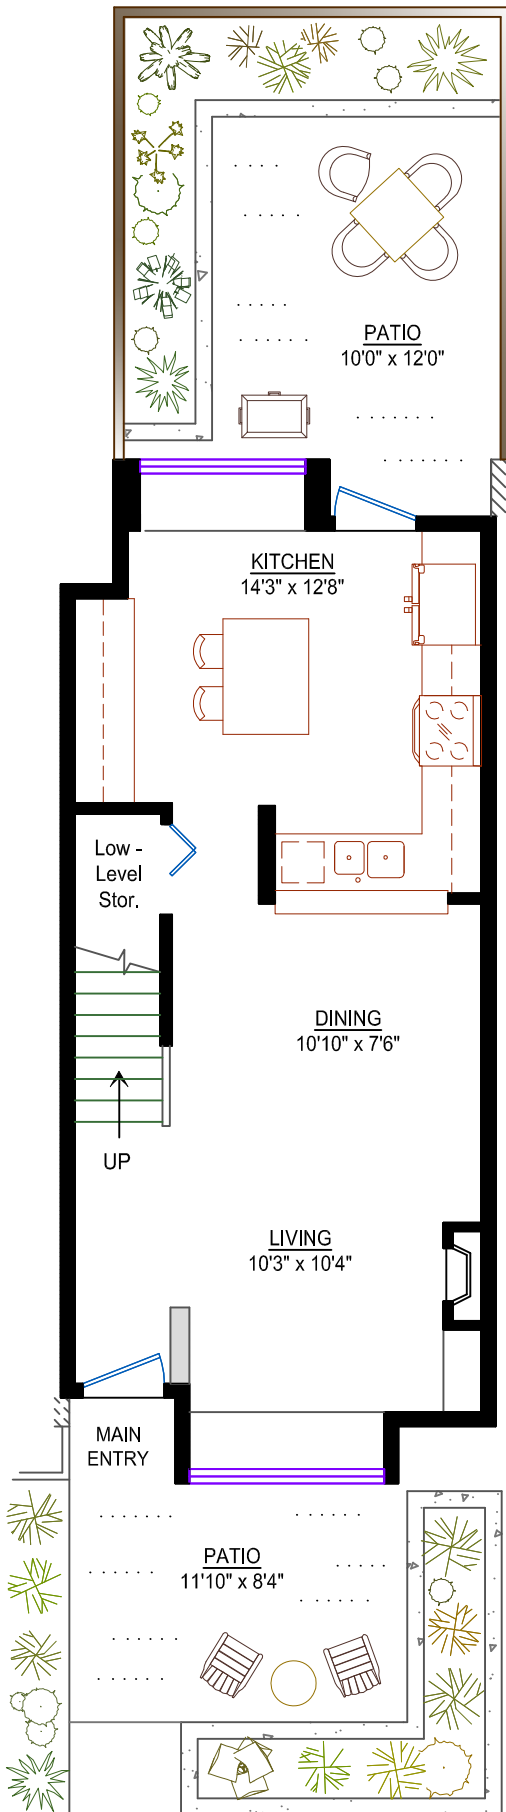 PATIO
10'0" x 12'0"
KITCHEN
14'3" x 12'8"
Low -
Level
Stor.
DINING
10'10" x 7'6"
UP
LIVING
10'3" x 10'4"
MAIN
ENTRY
PATIO
11'10" x 8'4"